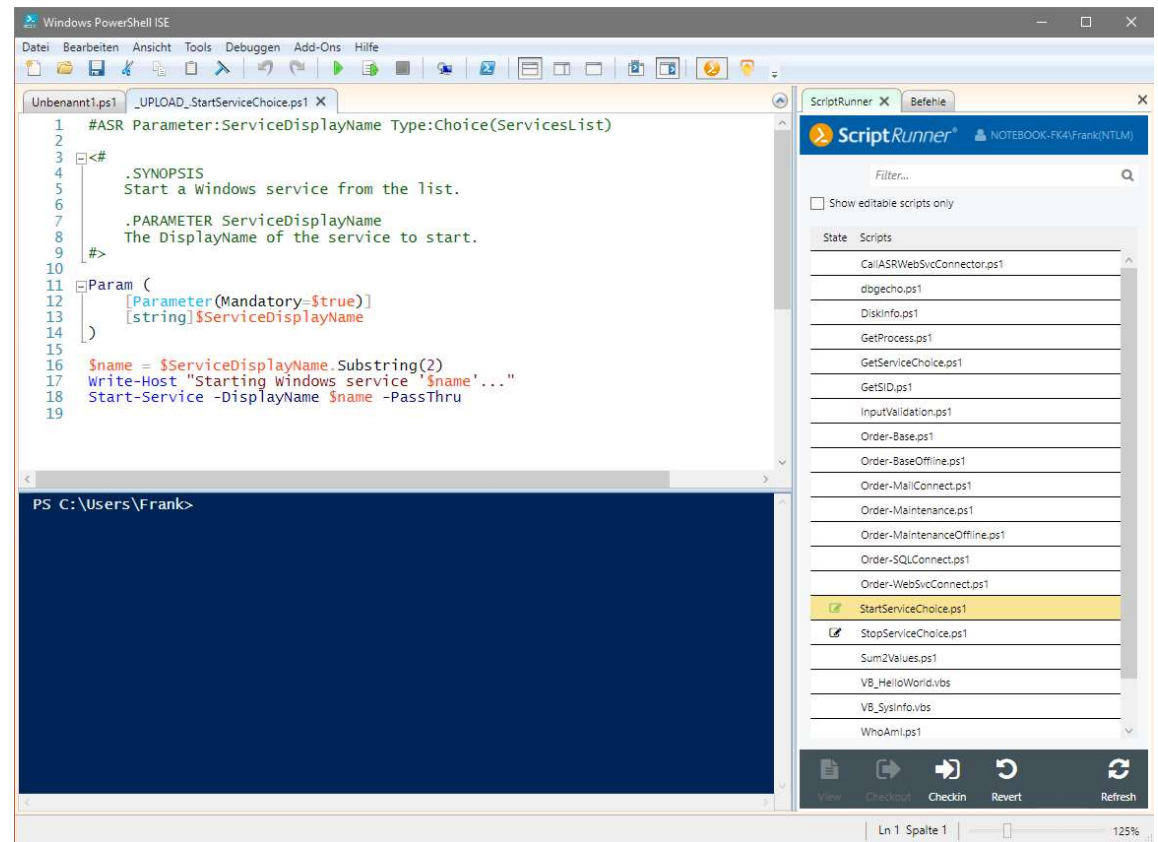 Windows PowerShell ISE
Datei Bearbeiten Ansicht Tools Debuggen Add-Ons Hilfe
Unbenannt1.ps1 _UPLOAD_.StartServiceChoice.ps1
1 #ASR Parameter:ServiceDisplayName Type:Choice(ServicesList)
2
3 <#
4 .SYNOPSIS
5 Start a Windows service from the list.
6
7 .PARAMETER ServiceDisplayName
8 The DisplayName of the service to start.
9 #>
10
11 Param (
12 [Parameter(Mandatory=$true)]
13 [string]$ServiceDisplayName
14 )
15
16 $name = $ServiceDisplayName.Substring(2)
17 Write-Host "Starting Windows service '$name'..."
18 Start-Service -DisplayName $name -PassThru
19
PS C:\Users\Frank>
ScriptRunner Befehle
ScriptRunner® NOTEBOOK-FK4\Frank(NTLM)
Filter...
Show editable scripts only
State Scripts
CallASRWebSvcConnector.ps1
dbgecho.ps1
DiskInfo.ps1
GetProcess.ps1
GetServiceChoice.ps1
GetSID.ps1
InputValidation.ps1
Order-Base.ps1
Order-BaseOffline.ps1
Order-MailConnect.ps1
Order-Maintenance.ps1
Order-MaintenanceOffline.ps1
Order-SQLConnect.ps1
Order-WebSvcConnect.ps1
StartServiceChoice.ps1
StopServiceChoice.ps1
Sum2Values.ps1
VB_HelloWorld.vbs
VB_SysInfo.vbs
WhoAmI.ps1
View Checkout Checkin Revert Refresh
Ln 1 Spalte 1 125%